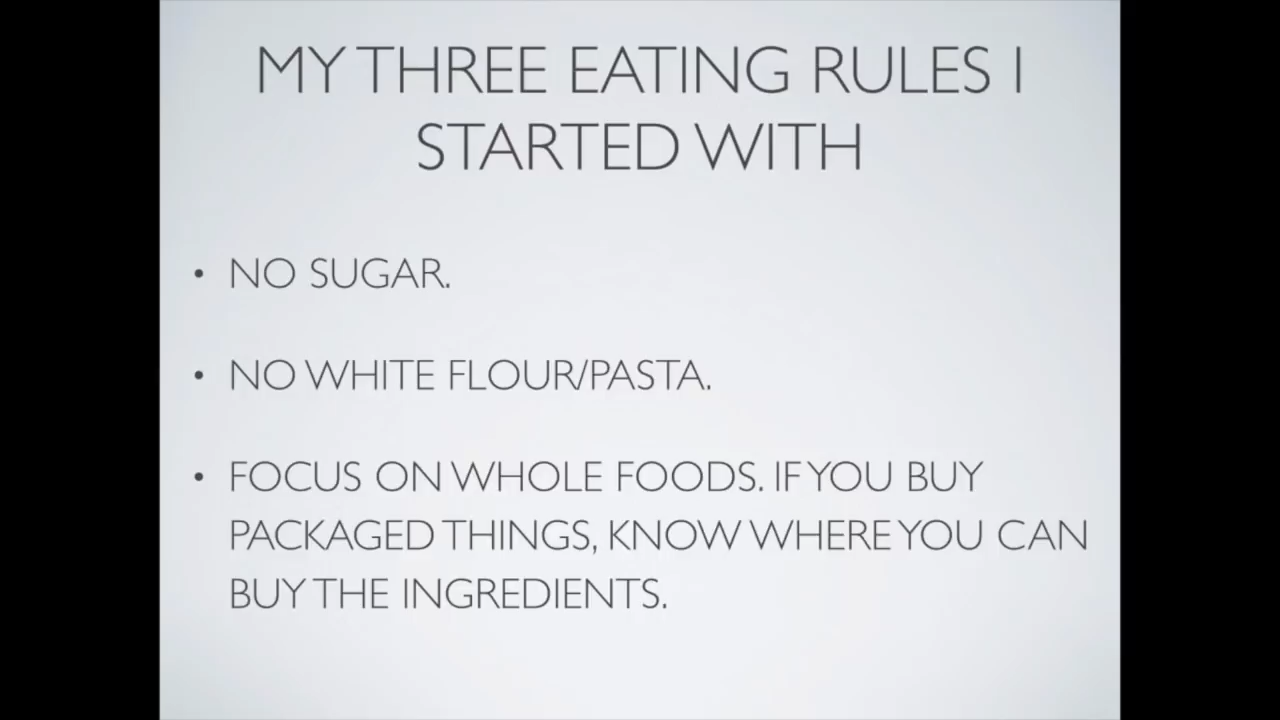 MY THREE EATING RULES I
STARTED WITH
• NO SUGAR.
• NO WHITE FLOUR/PASTA.
• FOCUS ON WHOLE FOODS. IF YOU BUY
PACKAGED THINGS, KNOW WHERE YOU CAN
BUY THE INGREDIENTS.